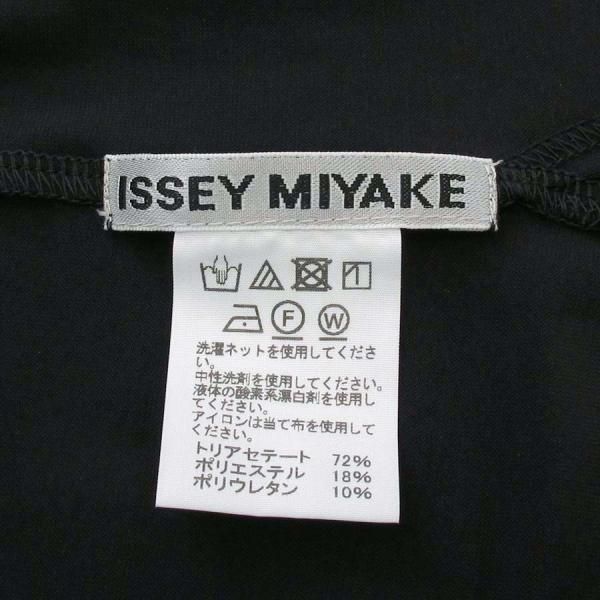 ISSEY MIYAKE
F W
洗濯ネットを使用してくださ
い。
中性洗剤を使用してください。
液体の酸素系漂白剤を使用し
てください。
アイロンは当て布を使用して
ください。
トリアセテート 72%
ポリエステル 18%
ポリウレタン 10%